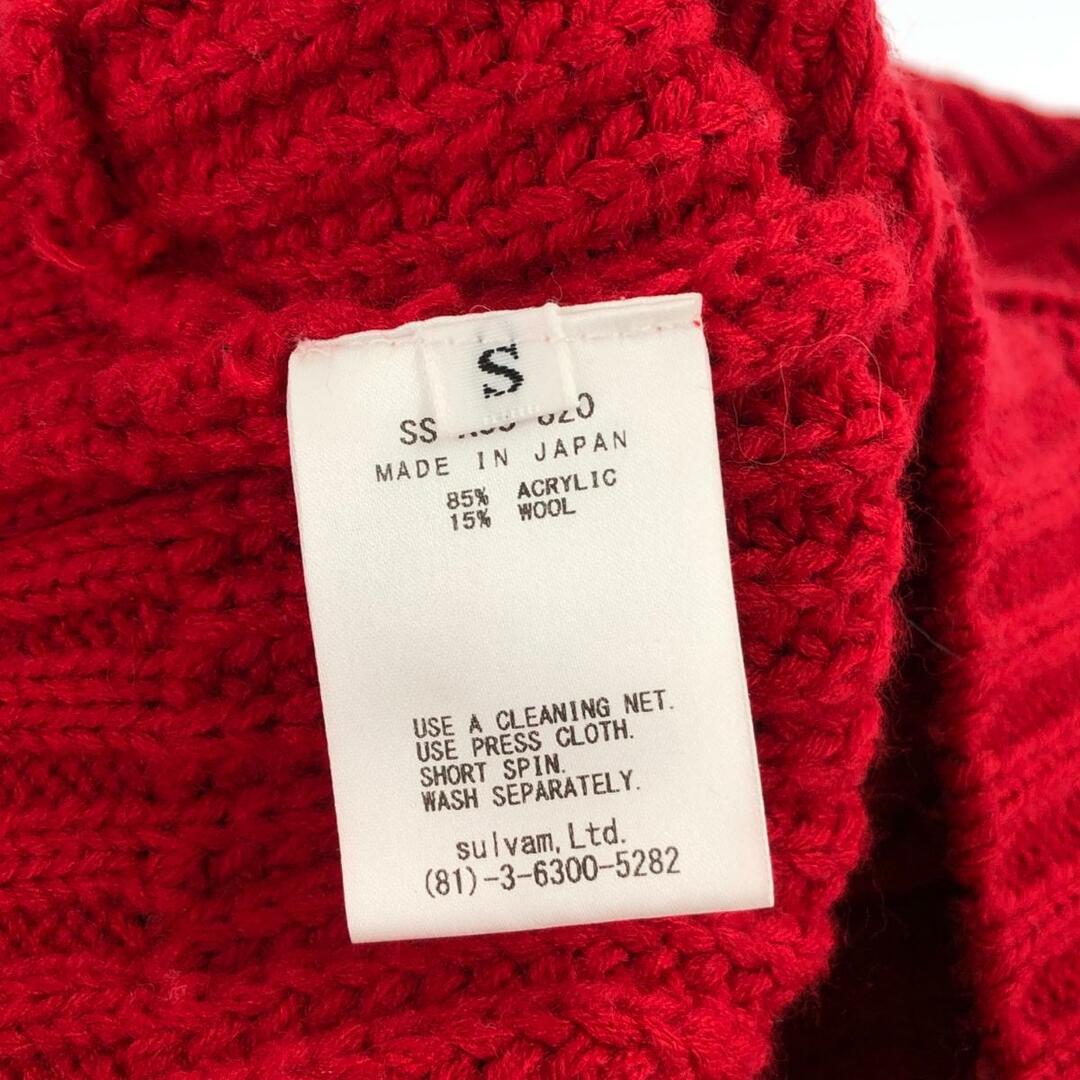 S
SS
MADE IN JAPAN
85% ACRYLIC
15% WOOL
USE A CLEANING NET.
USE PRESS CLOTH.
SHORT SPIN.
WASH SEPARATELY.
sulvam, Ltd.
(81)-3-6300-5282